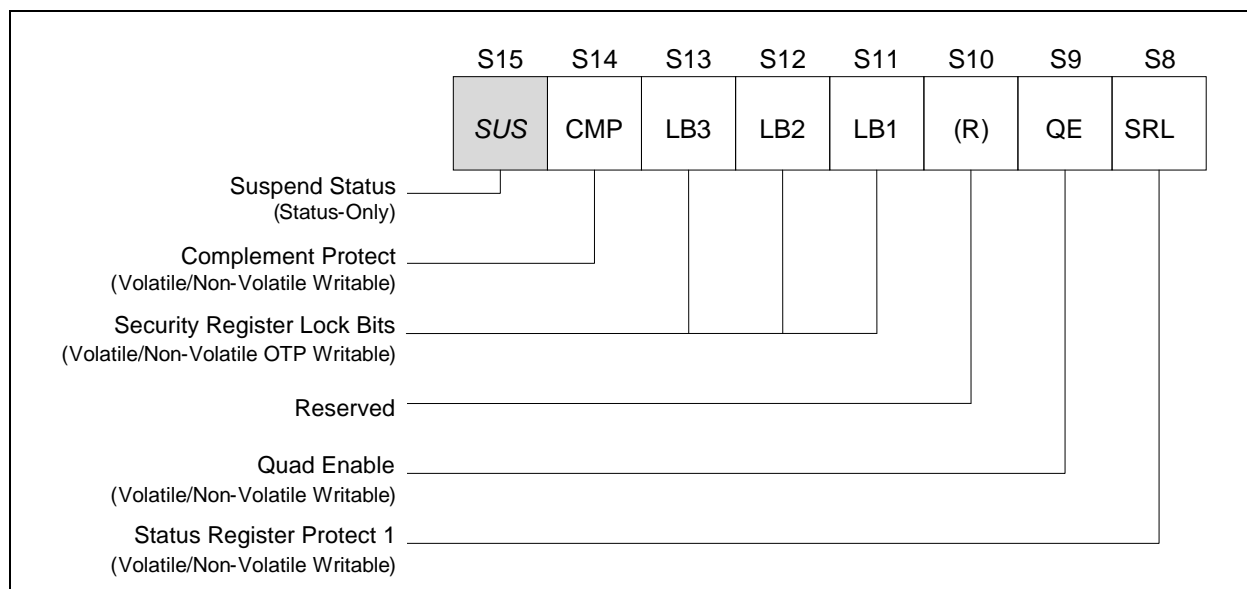 S15 S14 S13 S12 S11 S10 S9 S8
SUS CMP LB3 LB2 LB1 (R) QE SRL
Suspend Status
(Status-Only)
Complement Protect
(Volatile/Non-Volatile Writable)
Security Register Lock Bits
(Volatile/Non-Volatile OTP Writable)
Reserved
Quad Enable
(Volatile/Non-Volatile Writable)
Status Register Protect 1
(Volatile/Non-Volatile Writable)